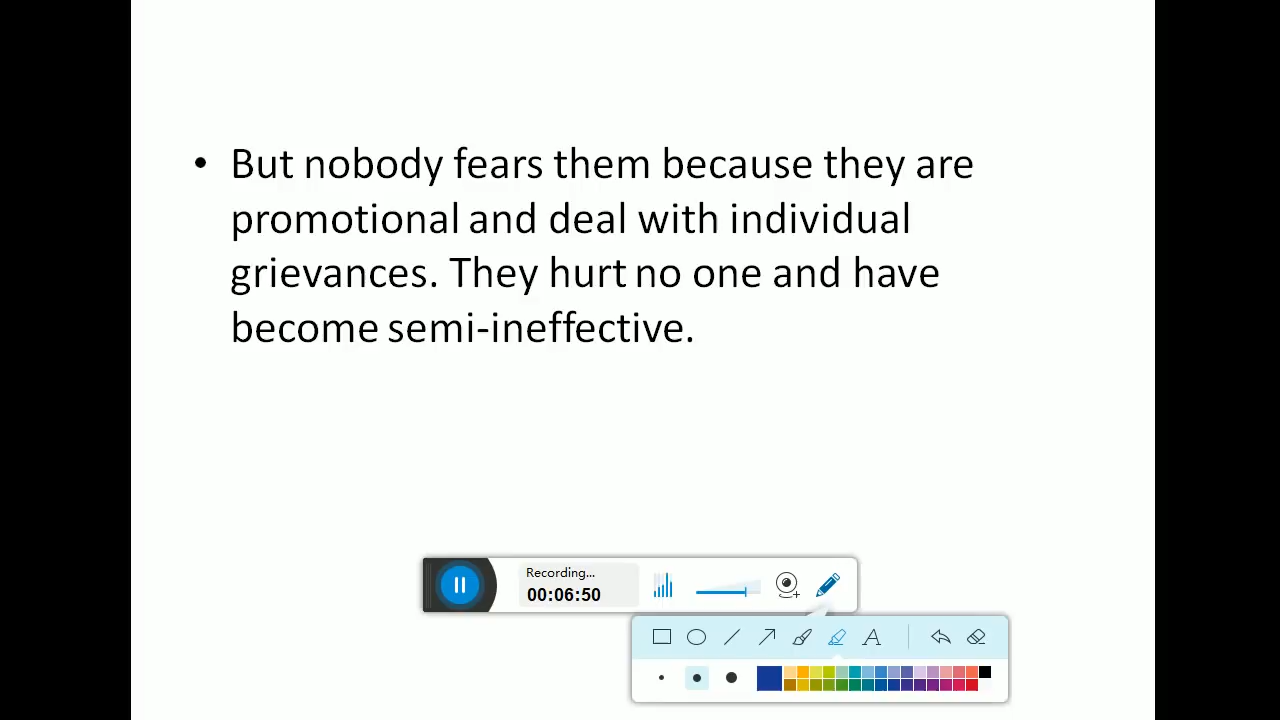 • But nobody fears them because they are
promotional and deal with individual
grievances. They hurt no one and have
become semi-ineffective.
Recording...
00:06:50
A